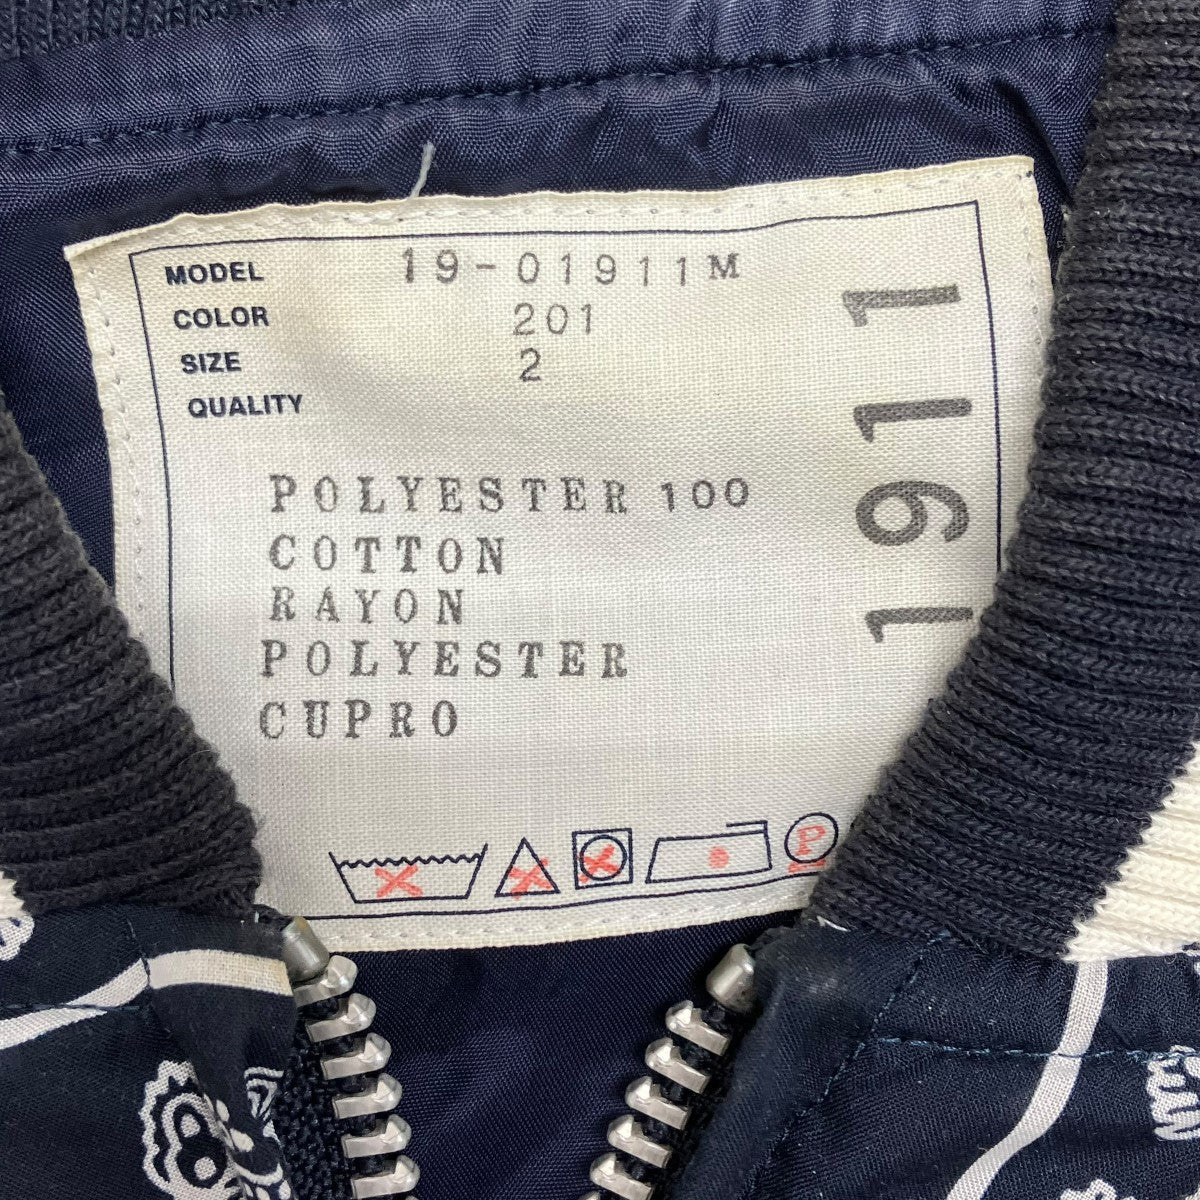 MODEL 19-01911M
COLOR 201
SIZE 2
QUALITY
POLYESTER 100
COTTON
RAYON
POLYESTER
CUPRO
1911
P